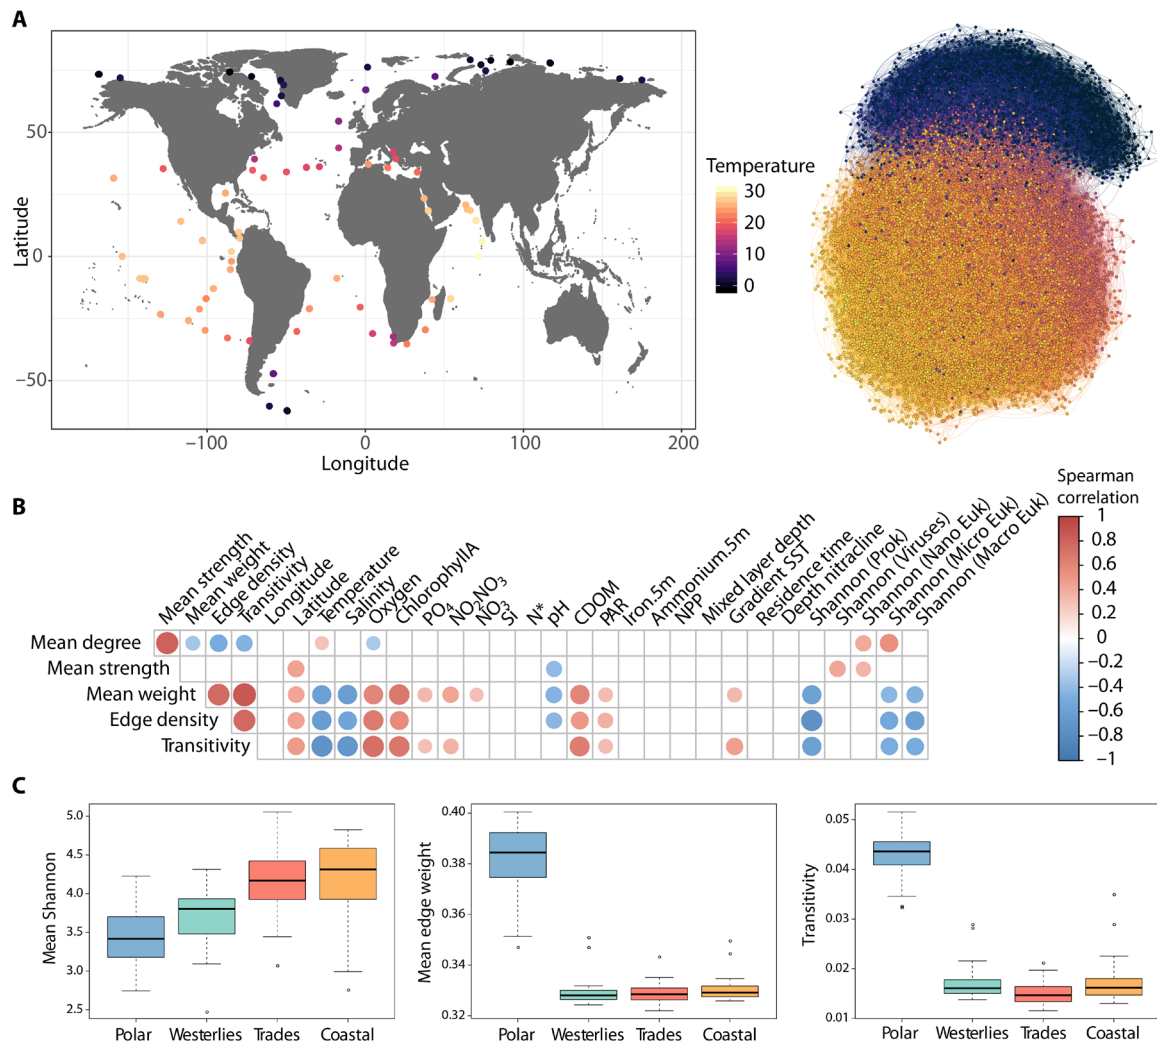 A
Latitude
50
0
−50
−100
0
100
200
Longitude
Temperature
30
20
10
0
B
Mean strength
Mean weight
Edge density
Transitivity
Longitude
Latitude
Temperature
Salinity
Oxygen
ChlorophyllA
PO4
NO2NO3
NO3
Si
N*
pH
CDOM
PAR
Iron.5m
Ammonium.5m
NPP
Mixed layer depth
Gradient SST
Residence time
Depth nitracline
Shannon (Prok)
Shannon (Viruses)
Shannon (Nano Euk)
Shannon (Micro Euk)
Shannon (Macro Euk)
Mean degree
Mean strength
Mean weight
Edge density
Transitivity
Spearman
correlation
1
0.8
0.6
0.4
0.2
0
−0.2
−0.4
−0.6
−0.8
−1
C
Mean Shannon
5.0
4.5
4.0
3.5
3.0
2.5
Polar Westerlies Trades Coastal
Mean edge weight
0.40
0.38
0.36
0.34
0.32
Polar Westerlies Trades Coastal
Transitivity
0.05
0.04
0.03
0.02
0.01
Polar Westerlies Trades Coastal